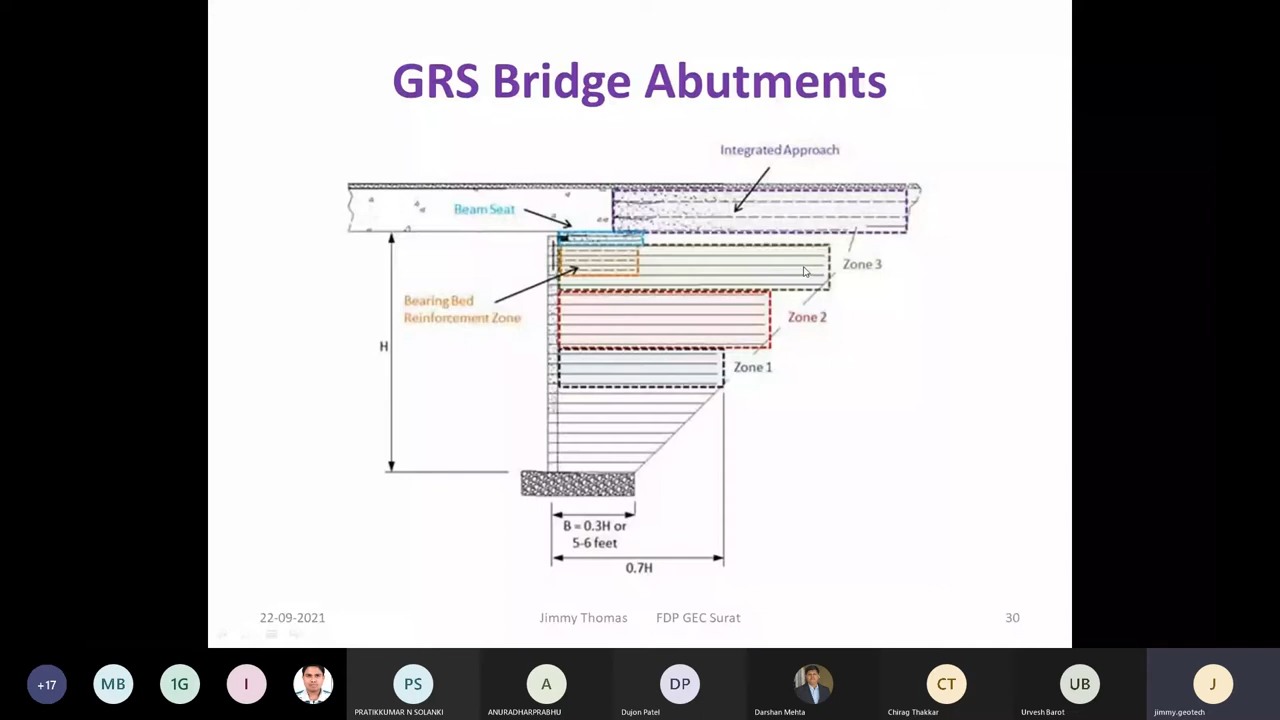 GRS Bridge Abutments
Integrated Approach
Beam Seat
Zone 3
Bearing Bed
Reinforcement Zone
Zone 2
H
Zone 1
B = 0.3H or
5-6 feet
0.7H
22-09-2021
Jimmy Thomas FDP GEC Surat
30
+17
MB
1G
I
PS
A
DP
CT
UB
J
PRATIKKUMAR N SOLANKI
ANURADHARPRABHU
Dujon Patel
Darshan Mehta
Chirag Thakkar
Urvesh Barot
jimmy.geotech